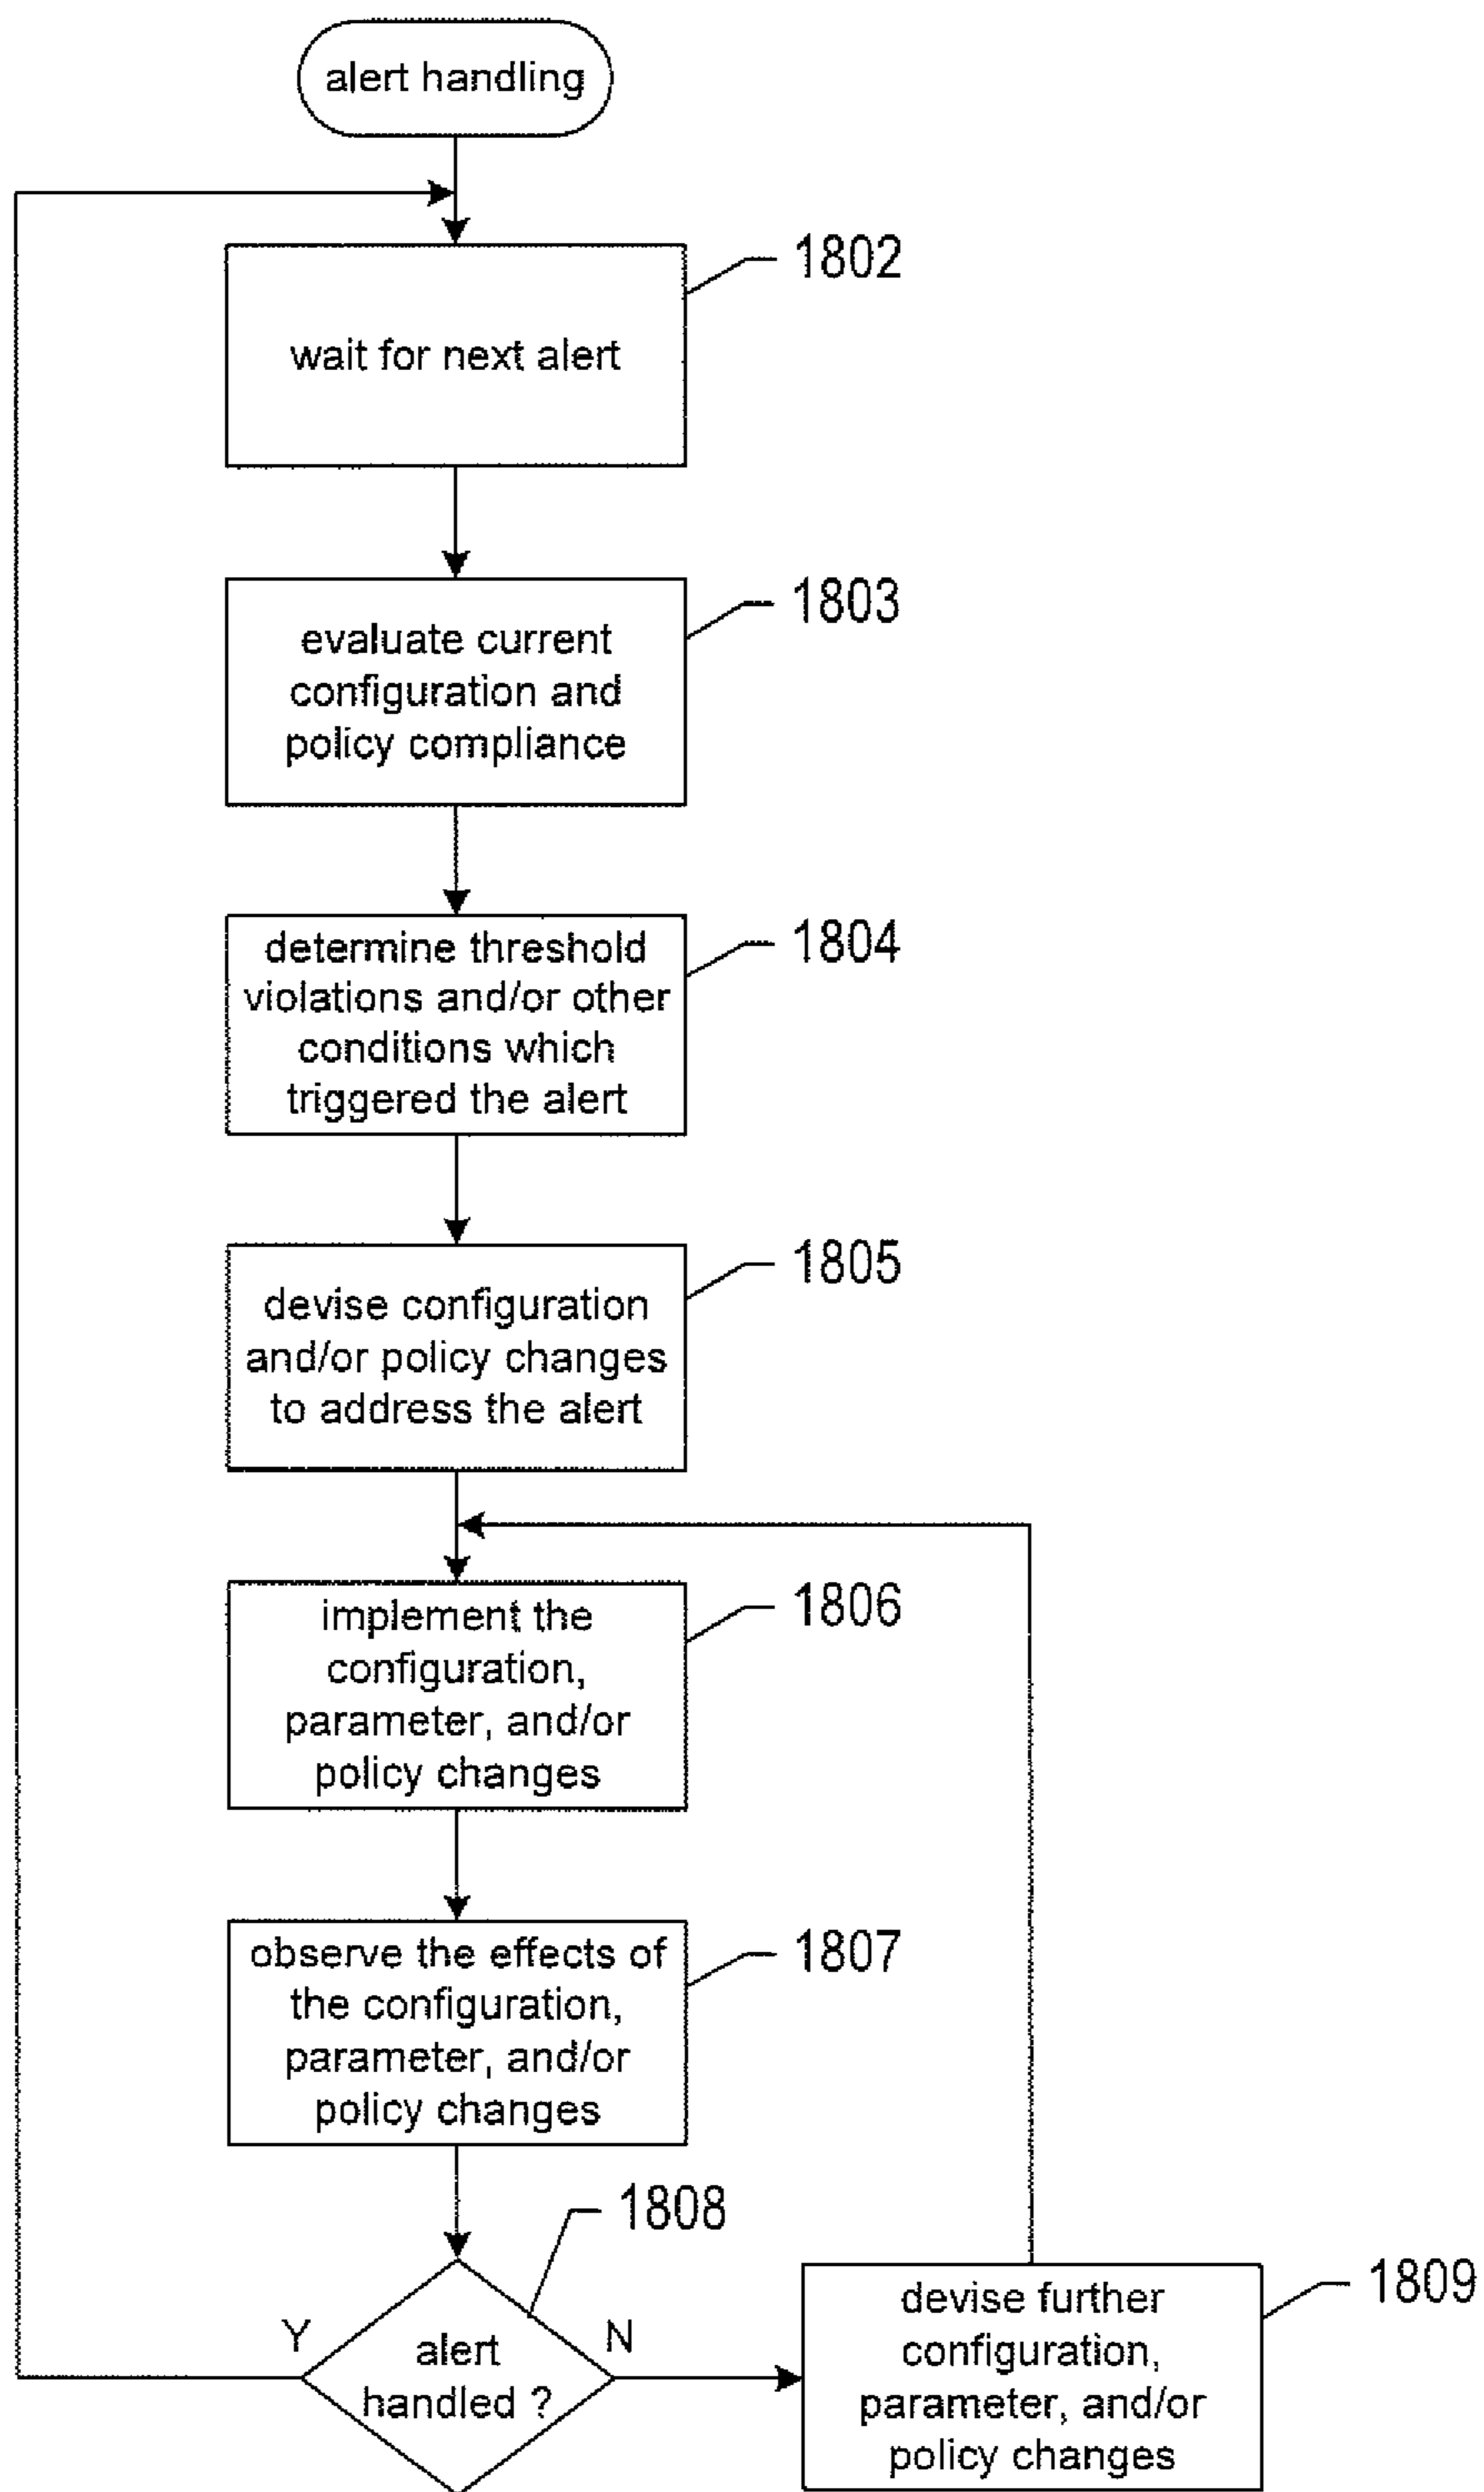 alert handling
1802
wait for next alert
1803
evaluate current
configuration and
policy compliance
1804
determine threshold
violations and/or other
conditions which
triggered the alert
1805
devise configuration
and/or policy changes
to address the alert
1806
implement the
configuration,
parameter, and/or
policy changes
1807
observe the effects of
the configuration,
parameter, and/or
policy changes
1808
Y
alert
handled ?
N
1809
devise further
configuration,
parameter, and/or
policy changes